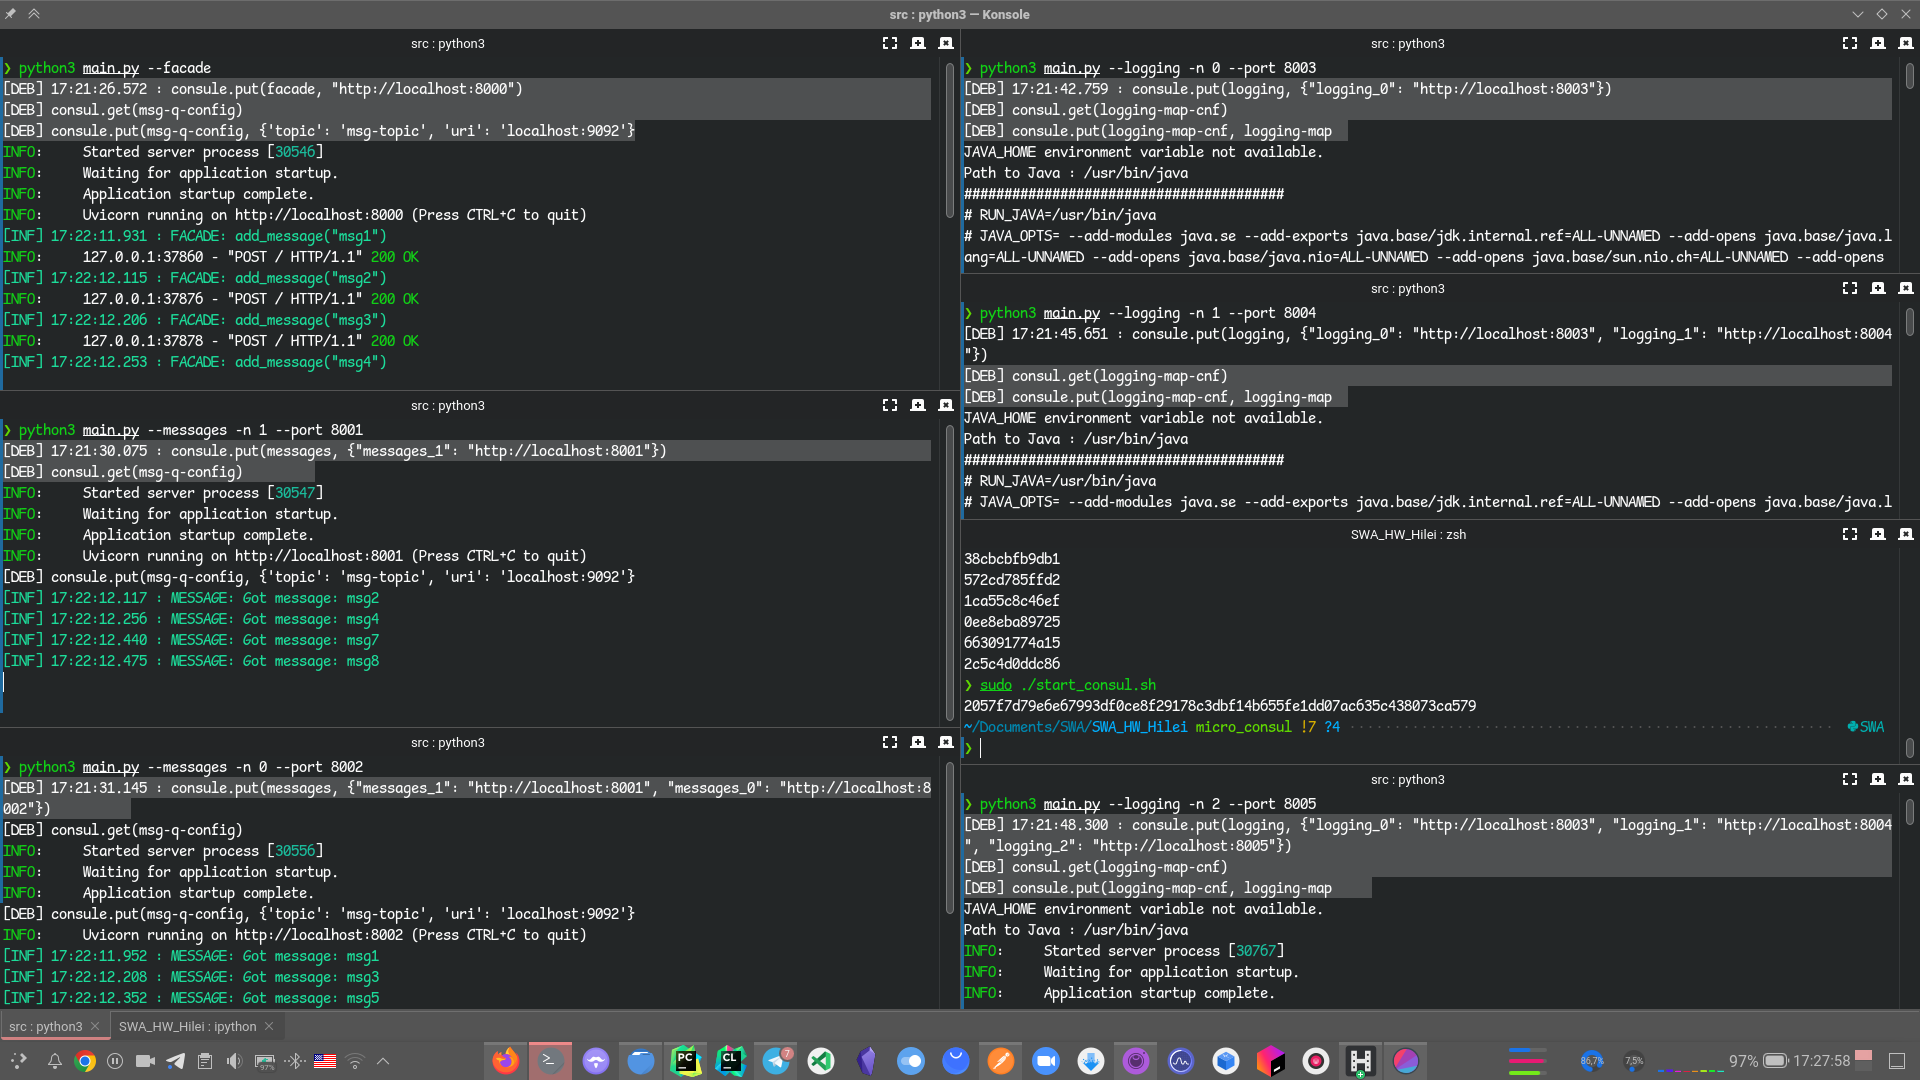 src : python3 — Konsole
src : python3
❯ python3 main.py --facade
[DEB] 17:21:26.572 : console.put(facade, "http://localhost:8000")
[DEB] consul.get(msg-q-config)
[DEB] console.put(msg-q-config, {'topic': 'msg-topic', 'uri': 'localhost:9092'}
INFO:     Started server process [30546]
INFO:     Waiting for application startup.
INFO:     Application startup complete.
INFO:     Uvicorn running on http://localhost:8000 (Press CTRL+C to quit)
[INF] 17:22:11.931 : FACADE: add_message("msg1")
INFO:     127.0.0.1:37860 - "POST / HTTP/1.1" 200 OK
[INF] 17:22:12.115 : FACADE: add_message("msg2")
INFO:     127.0.0.1:37876 - "POST / HTTP/1.1" 200 OK
[INF] 17:22:12.206 : FACADE: add_message("msg3")
INFO:     127.0.0.1:37878 - "POST / HTTP/1.1" 200 OK
[INF] 17:22:12.253 : FACADE: add_message("msg4")
src : python3
❯ python3 main.py --messages -n 1 --port 8001
[DEB] 17:21:30.075 : console.put(messages, {"messages_1": "http://localhost:8001"})
[DEB] consul.get(msg-q-config)
INFO:     Started server process [30547]
INFO:     Waiting for application startup.
INFO:     Application startup complete.
INFO:     Uvicorn running on http://localhost:8001 (Press CTRL+C to quit)
[DEB] console.put(msg-q-config, {'topic': 'msg-topic', 'uri': 'localhost:9092'}
[INF] 17:22:12.117 : MESSAGE: Got message: msg2
[INF] 17:22:12.256 : MESSAGE: Got message: msg4
[INF] 17:22:12.440 : MESSAGE: Got message: msg7
[INF] 17:22:12.475 : MESSAGE: Got message: msg8
src : python3
❯ python3 main.py --messages -n 0 --port 8002
[DEB] 17:21:31.145 : console.put(messages, {"messages_1": "http://localhost:8001", "messages_0": "http://localhost:8
002"})
[DEB] consul.get(msg-q-config)
INFO:     Started server process [30556]
INFO:     Waiting for application startup.
INFO:     Application startup complete.
[DEB] console.put(msg-q-config, {'topic': 'msg-topic', 'uri': 'localhost:9092'}
INFO:     Uvicorn running on http://localhost:8002 (Press CTRL+C to quit)
[INF] 17:22:11.952 : MESSAGE: Got message: msg1
[INF] 17:22:12.208 : MESSAGE: Got message: msg3
[INF] 17:22:12.352 : MESSAGE: Got message: msg5
src : python3
❯ python3 main.py --logging -n 0 --port 8003
[DEB] 17:21:42.759 : console.put(logging, {"logging_0": "http://localhost:8003"})
[DEB] consul.get(logging-map-cnf)
[DEB] console.put(logging-map-cnf, logging-map
JAVA_HOME environment variable not available.
Path to Java : /usr/bin/java
########################################
# RUN_JAVA=/usr/bin/java
# JAVA_OPTS= --add-modules java.se --add-exports java.base/jdk.internal.ref=ALL-UNNAMED --add-opens java.base/java.l
ang=ALL-UNNAMED --add-opens java.base/java.nio=ALL-UNNAMED --add-opens java.base/sun.nio.ch=ALL-UNNAMED --add-opens
src : python3
❯ python3 main.py --logging -n 1 --port 8004
[DEB] 17:21:45.651 : console.put(logging, {"logging_0": "http://localhost:8003", "logging_1": "http://localhost:8004
"})
[DEB] consul.get(logging-map-cnf)
[DEB] console.put(logging-map-cnf, logging-map
JAVA_HOME environment variable not available.
Path to Java : /usr/bin/java
########################################
# RUN_JAVA=/usr/bin/java
# JAVA_OPTS= --add-modules java.se --add-exports java.base/jdk.internal.ref=ALL-UNNAMED --add-opens java.base/java.l
SWA_HW_Hilei : zsh
38cbcbfb9db1
572cd785ffd2
1ca55c8c46ef
0ee8eba89725
663091774a15
2c5c4d0ddc86
❯ sudo ./start_consul.sh
2057f7d79e6e67993df0ce8f29178c3dbf14b655fe1dd07ac635c438073ca579
~/Documents/SWA/SWA_HW_Hilei micro_consul !7 ?4 SWA
❯
src : python3
❯ python3 main.py --logging -n 2 --port 8005
[DEB] 17:21:48.300 : console.put(logging, {"logging_0": "http://localhost:8003", "logging_1": "http://localhost:8004
", "logging_2": "http://localhost:8005"})
[DEB] consul.get(logging-map-cnf)
[DEB] console.put(logging-map-cnf, logging-map
JAVA_HOME environment variable not available.
Path to Java : /usr/bin/java
INFO:     Started server process [30767]
INFO:     Waiting for application startup.
INFO:     Application startup complete.
src : python3
SWA_HW_Hilei : ipython
97%
PC
CL
7
86,7%
7,5%
97%
17:27:58